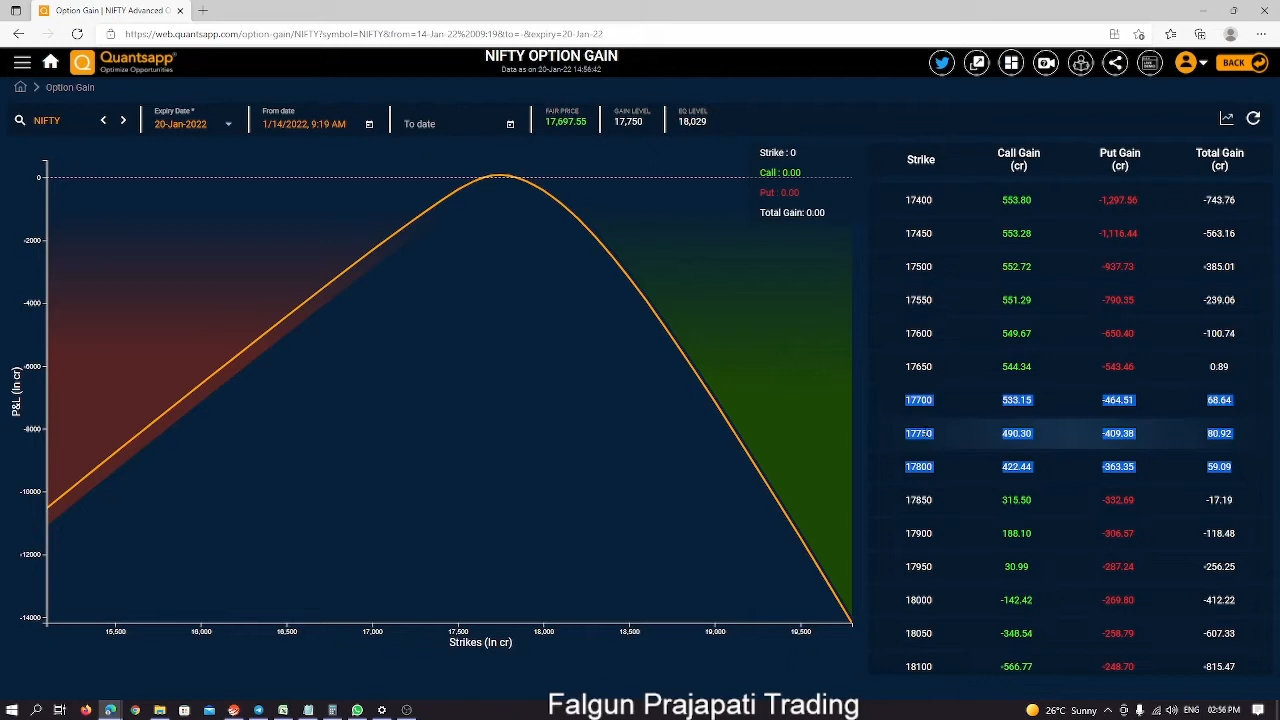 Option Gain | NIFTY Advanced O
https://web.quantsapp.com/option-gain/NIFTY?symbol=NIFTY&from=14-Jan-22%2009:19&to=-&expiry=20-Jan-22
Quantsapp
Optimize Opportunities
NIFTY OPTION GAIN
Data as on 20-Jan-22 14:56:42
BACK
Option Gain
NIFTY
Expiry Date *
20-Jan-2022
From date
1/14/2022, 9:19 AM
To date
FAIR PRICE
17,697.55
GAIN LEVEL
17,750
EQ LEVEL
18,029
Strike : 0
Call : 0.00
Put : 0.00
Total Gain: 0.00
P&L (In cr)
0
-2000
-4000
-6000
-8000
-10000
-12000
-14000
15,500 16,000 16,500 17,000 17,500 18,000 18,500 19,000 19,500
Strikes (In cr)
Strike Call Gain (cr) Put Gain (cr) Total Gain (cr)
17400 553.80 -1,297.56 -743.76
17450 553.28 -1,116.44 -563.16
17500 552.72 -937.73 -385.01
17550 551.29 -790.35 -239.06
17600 549.67 -650.40 -100.74
17650 544.34 -543.46 0.89
17700 533.15 -464.51 68.64
17750 490.30 -409.38 80.92
17800 422.44 -363.35 59.09
17850 315.50 -332.69 -17.19
17900 188.10 -306.57 -118.48
17950 30.99 -287.24 -256.25
18000 -142.42 -269.80 -412.22
18050 -348.54 -258.79 -607.33
18100 -566.77 -248.70 -815.47
Falgun Prajapati Trading
26°C Sunny ENG 02:56 PM